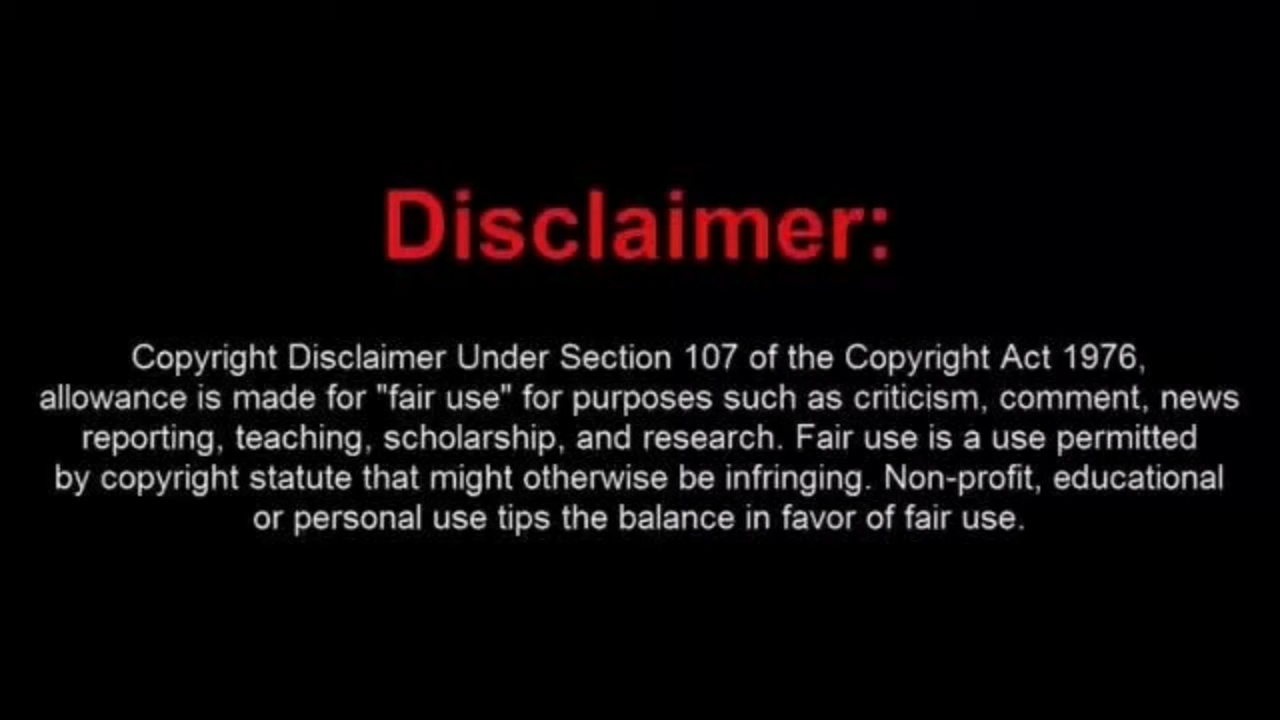 Disclaimer:
Copyright Disclaimer Under Section 107 of the Copyright Act 1976,
allowance is made for "fair use" for purposes such as criticism, comment, news
reporting, teaching, scholarship, and research. Fair use is a use permitted
by copyright statute that might otherwise be infringing. Non-profit, educational
or personal use tips the balance in favor of fair use.